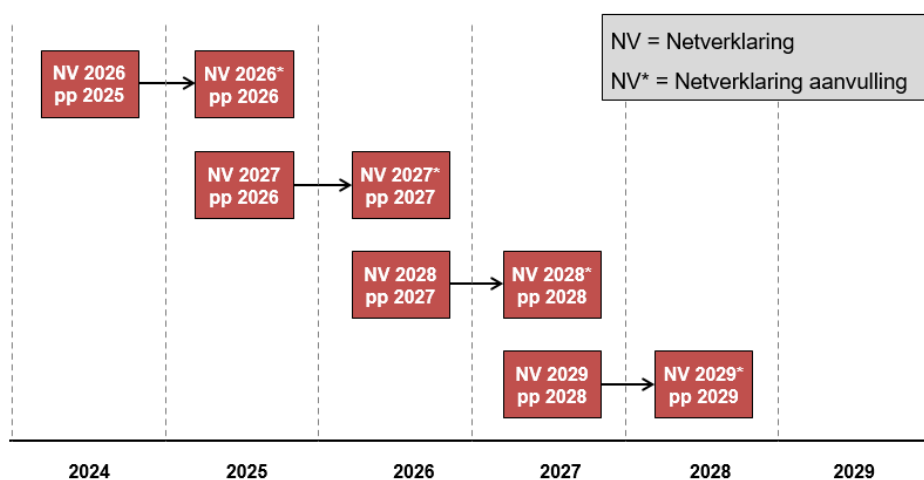 NV = Netverklaring
NV* = Netverklaring aanvulling
NV 2026
pp 2025
NV 2026*
pp 2026
NV 2027
pp 2026
NV 2027*
pp 2027
NV 2028
pp 2027
NV 2028*
pp 2028
NV 2029
pp 2028
NV 2029*
pp 2029
2024 2025 2026 2027 2028 2029